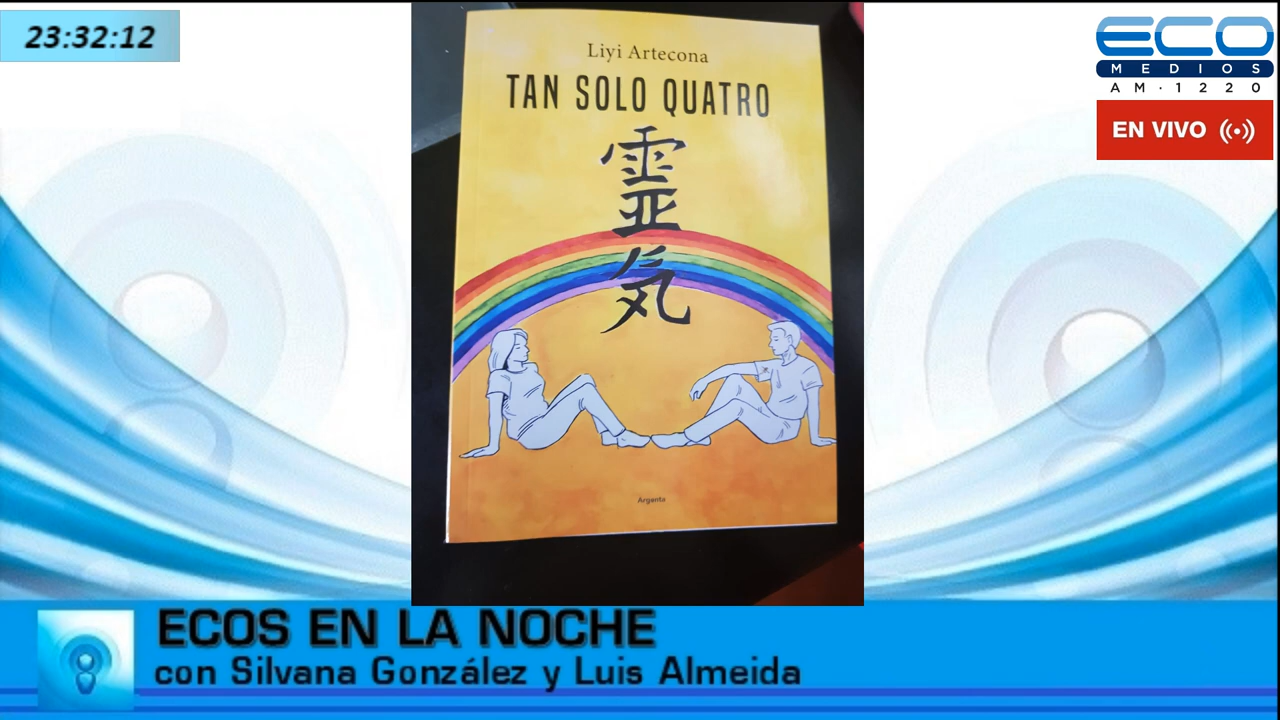 23:32:12
ECO
MEDIOS
AM·1220
EN VIVO
Liyi Artecona
TAN SOLO QUATRO
靈
気
Argenta
ECOS EN LA NOCHE
con Silvana González y Luis Almeida